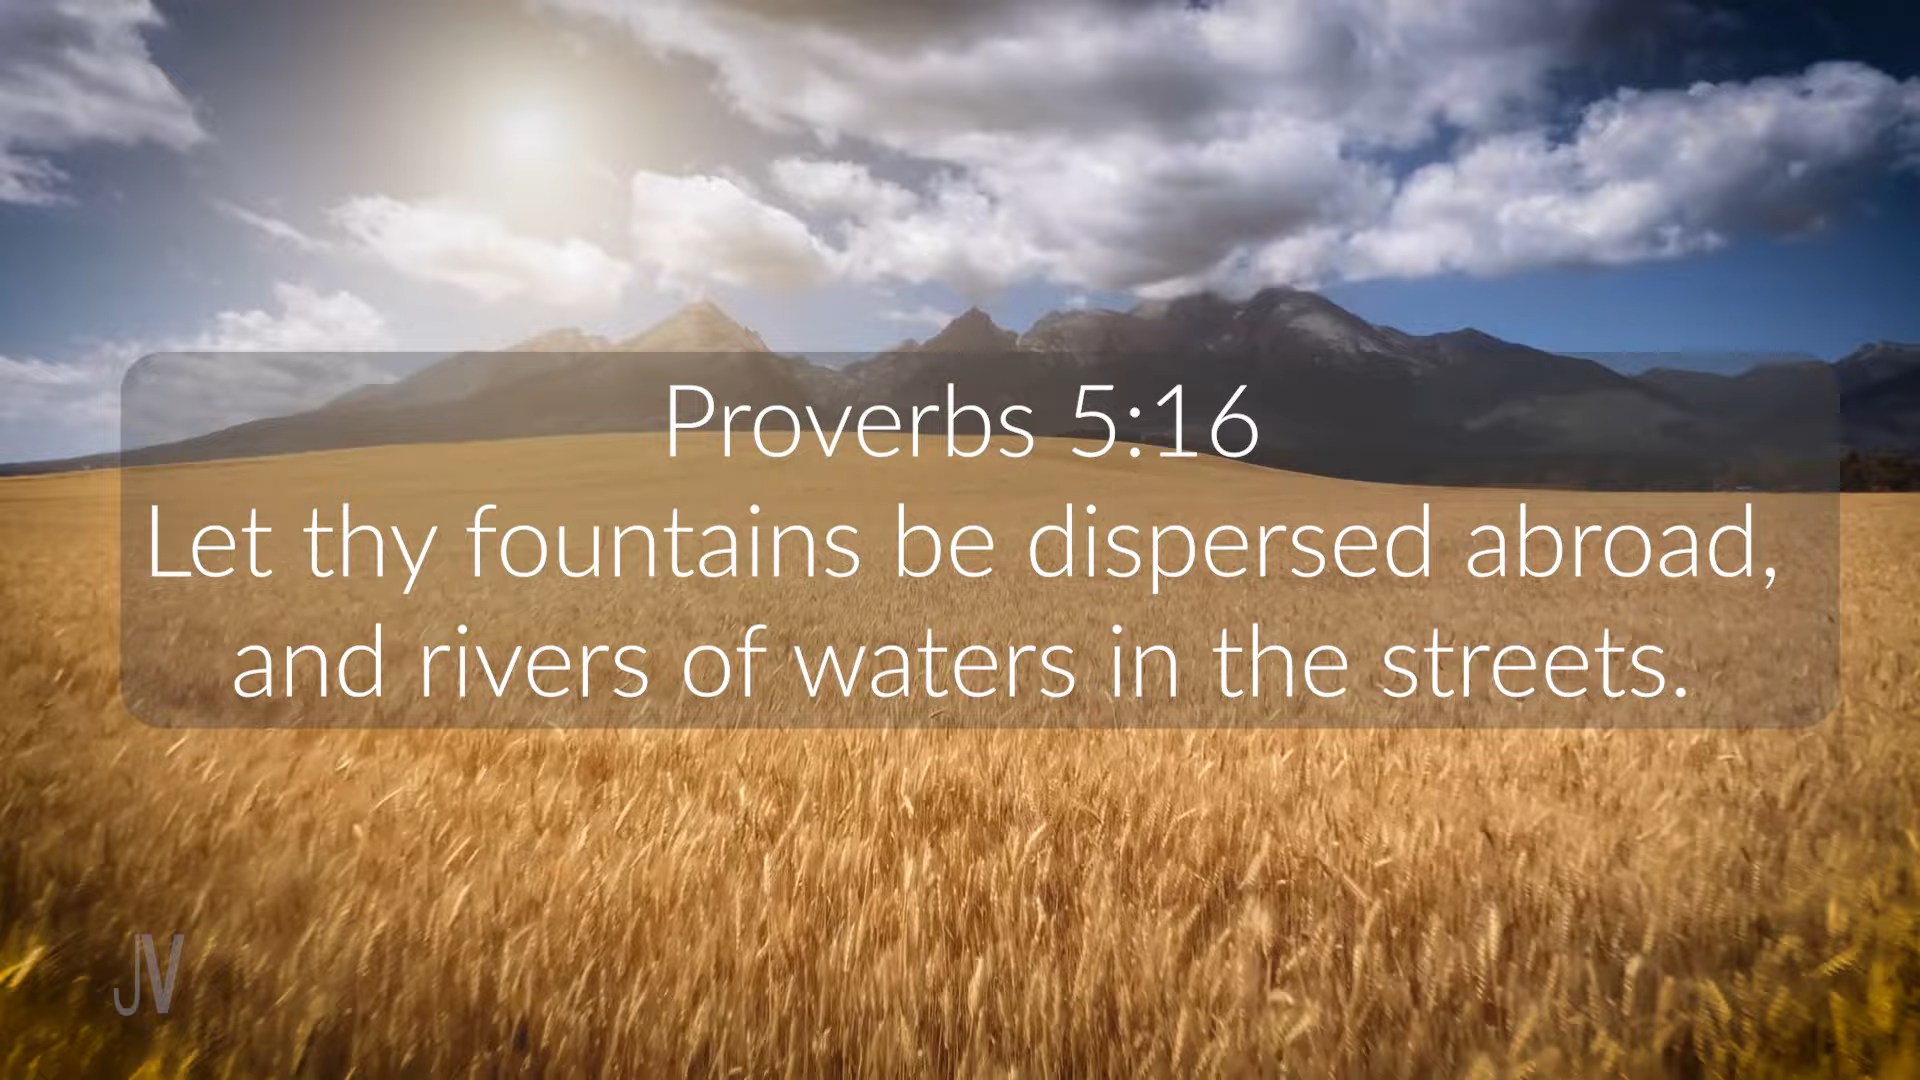 Proverbs 5:16
Let thy fountains be dispersed abroad,
and rivers of waters in the streets.
JV